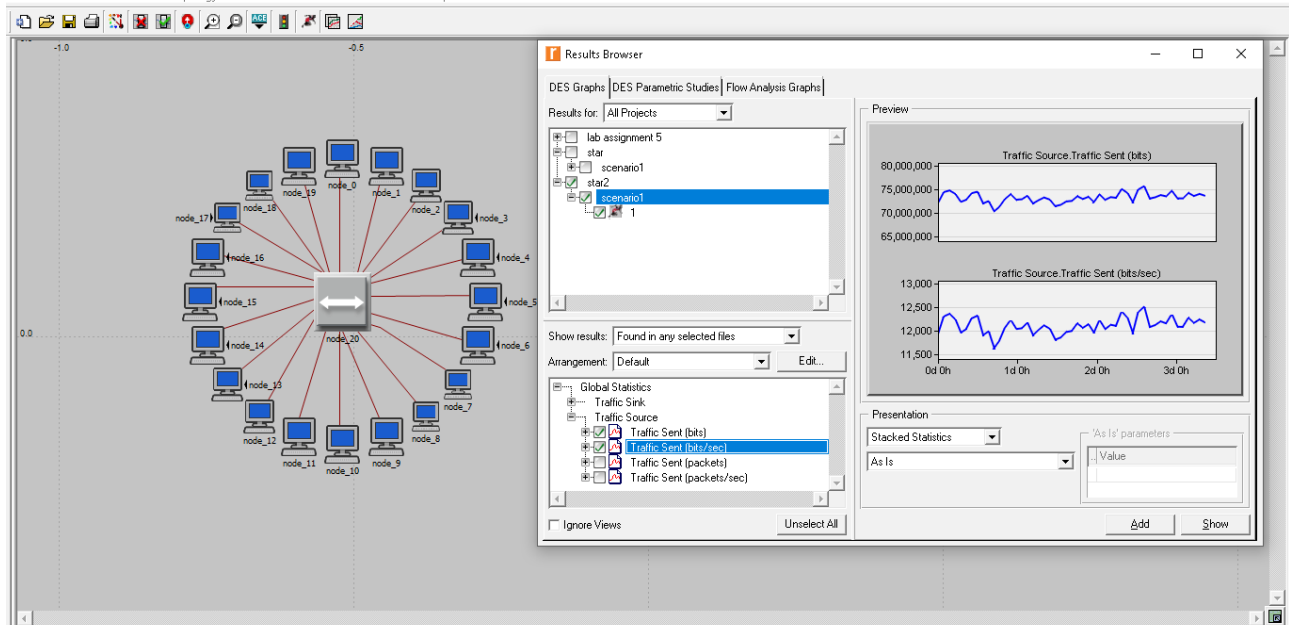 ACE
-1.0
-0.5
0.0
node_0
node_1
node_2
node_3
node_4
node_5
node_6
node_7
node_8
node_9
node_10
node_11
node_12
node_13
node_14
node_15
node_16
node_17
node_18
node_19
node_20
Results Browser
DES Graphs DES Parametric Studies Flow Analysis Graphs
Results for: All Projects
lab assignment 5
star
scenario1
star2
scenario1
1
Show results: Found in any selected files
Arrangement: Default Edit...
Global Statistics
Traffic Sink
Traffic Source
Traffic Sent (bits)
Traffic Sent (bits/sec)
Traffic Sent (packets)
Traffic Sent (packets/sec)
Ignore Views Unselect All
Preview
Traffic Source.Traffic Sent (bits)
80,000,000
75,000,000
70,000,000
65,000,000
Traffic Source.Traffic Sent (bits/sec)
13,000
12,500
12,000
11,500
0d 0h 1d 0h 2d 0h 3d 0h
Presentation
Stacked Statistics
As Is
'As Is' parameters
.. Value
Add Show